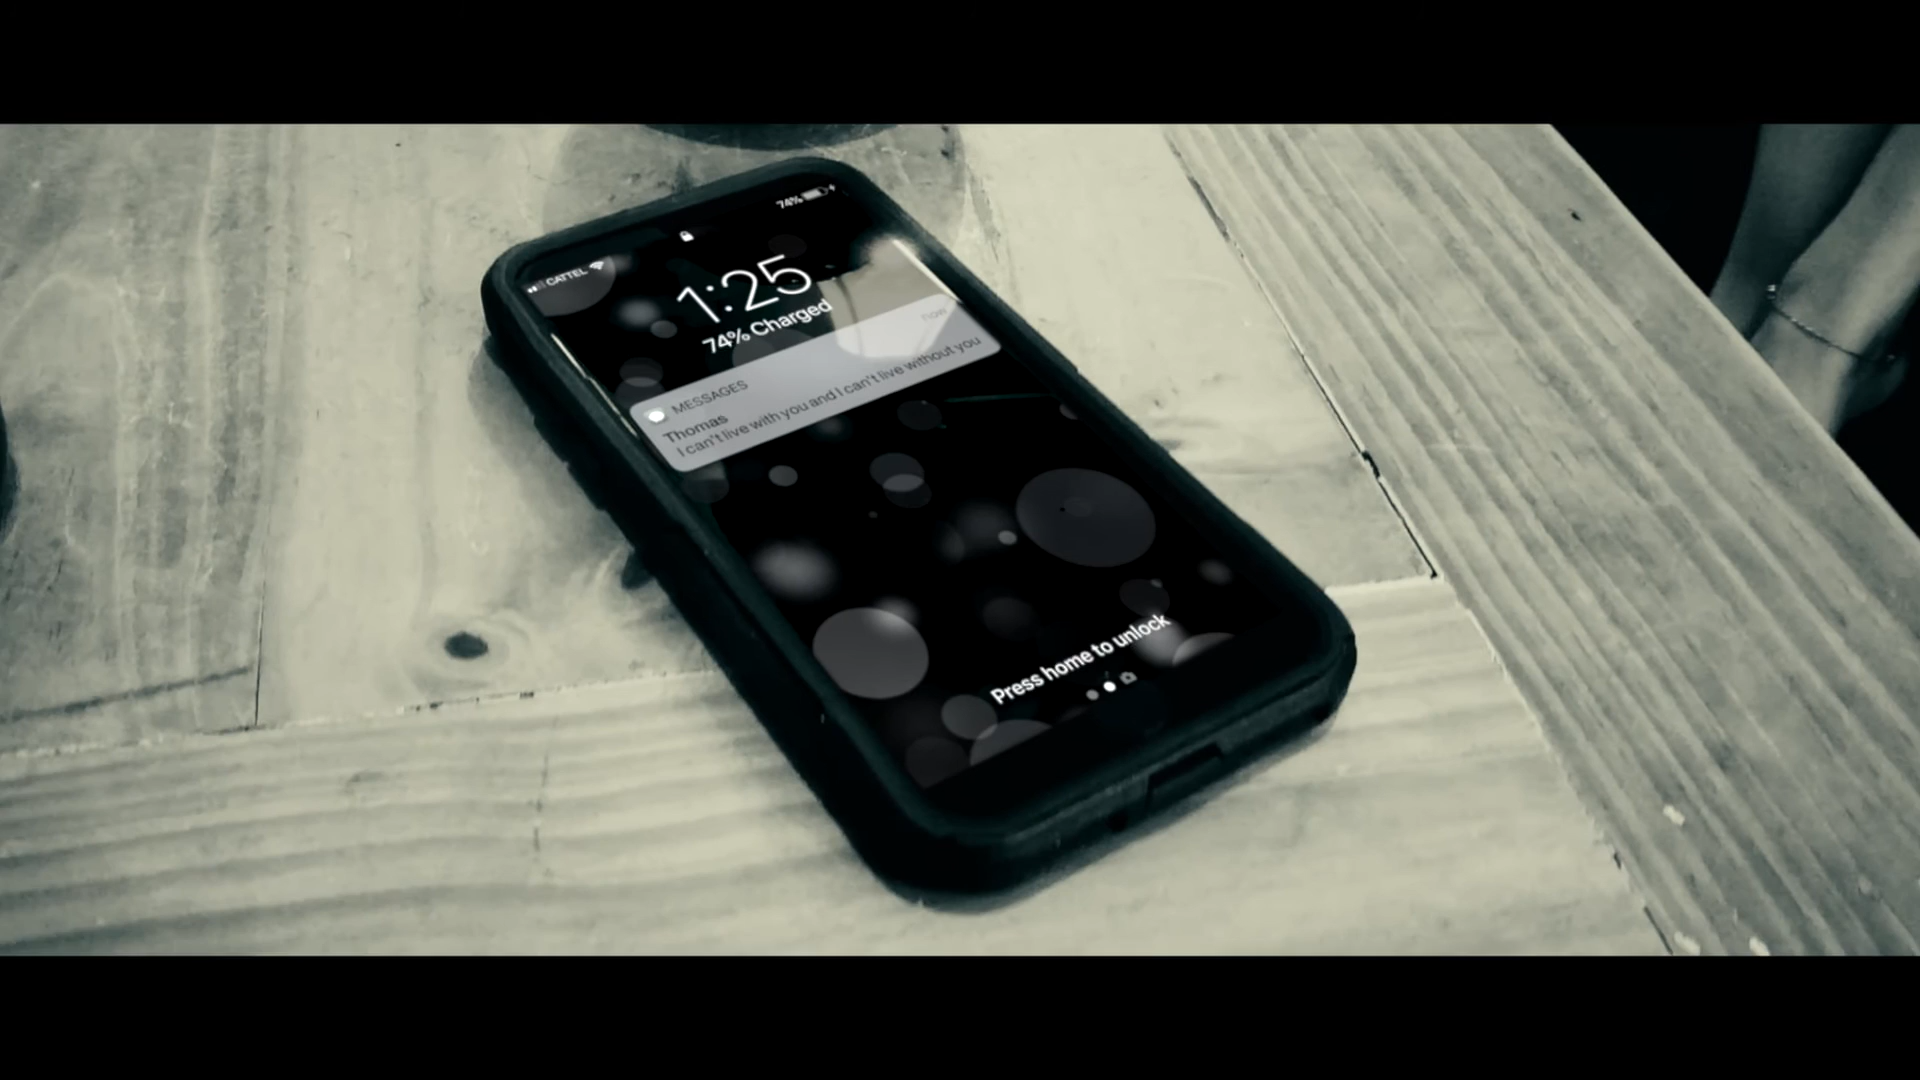 74%
CATTEL
1:25
74% Charged
MESSAGES
now
Thomas
I can't live with you and I can't live without you
Press home to unlock